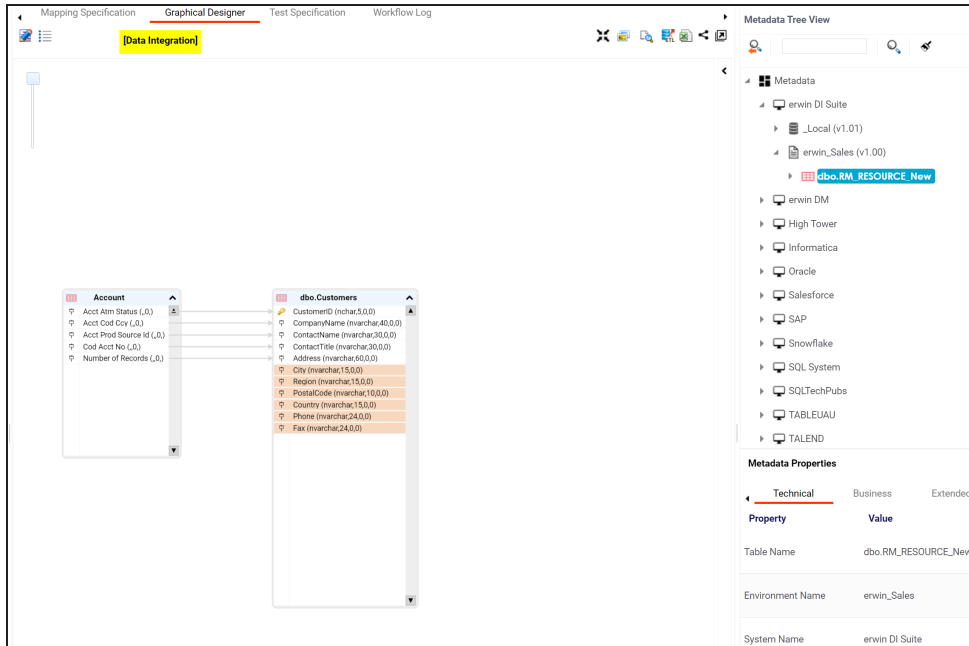 Mapping Specification Graphical Designer Test Specification Workflow Log
[Data Integration]
Account
Acct Atm Status (,,0,)
Acct Cod Ccy (,,0,)
Acct Prod Source Id (,,0,)
Cod Acct No (,,0,)
Number of Records (,,0,)
dbo.Customers
CustomerID (nchar,5,0,0)
CompanyName (nvarchar,40,0,0)
ContactName (nvarchar,30,0,0)
ContactTitle (nvarchar,30,0,0)
Address (nvarchar,60,0,0)
City (nvarchar,15,0,0)
Region (nvarchar,15,0,0)
PostalCode (nvarchar,10,0,0)
Country (nvarchar,15,0,0)
Phone (nvarchar,24,0,0)
Fax (nvarchar,24,0,0)
Metadata Tree View
Metadata
erwin DI Suite
_Local (v1.01)
erwin_Sales (v1.00)
dbo.RM_RESOURCE_New
erwin DM
High Tower
Informatica
Oracle
Salesforce
SAP
Snowflake
SQL System
SQLTechPubs
TABLEUAU
TALEND
Metadata Properties
Technical Business Extended
Property Value
Table Name dbo.RM_RESOURCE_New
Environment Name erwin_Sales
System Name erwin DI Suite